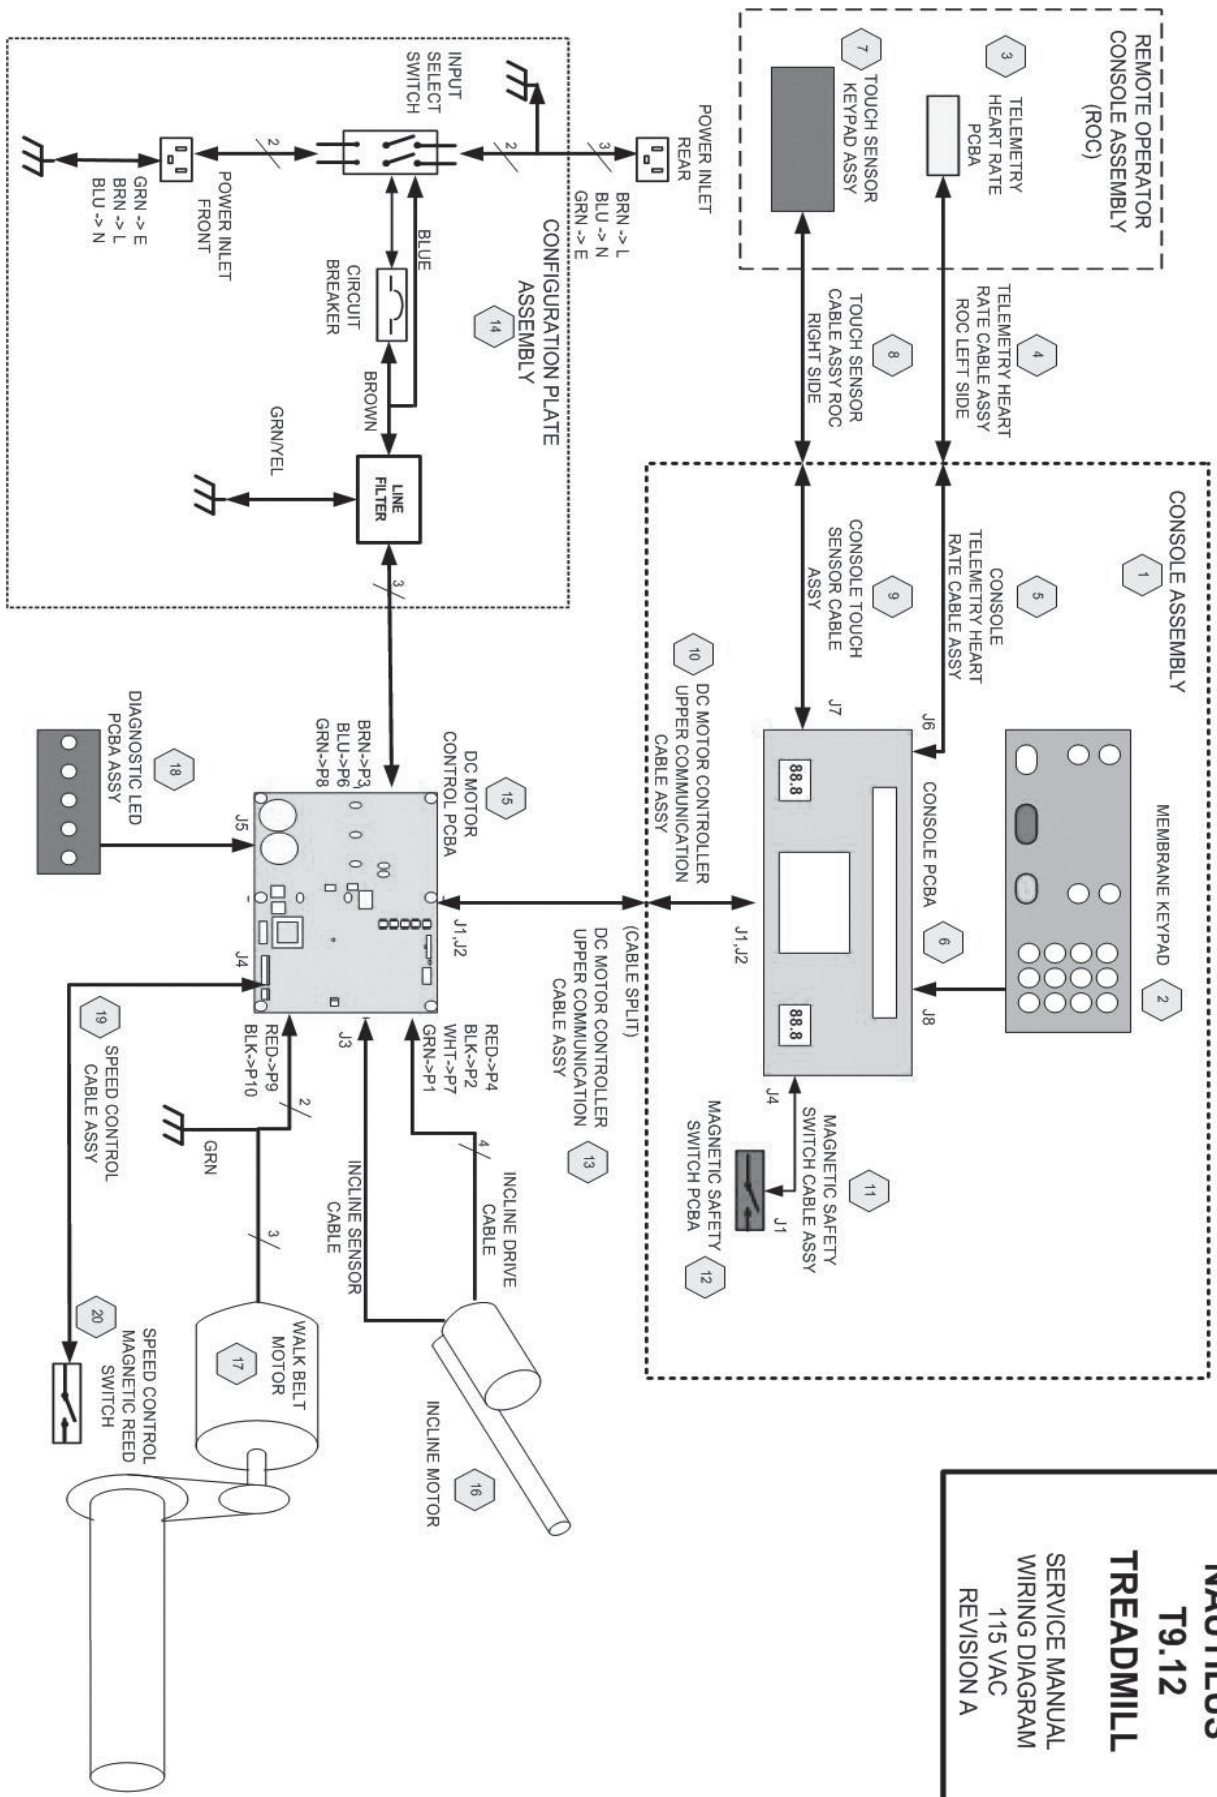 NAUTILUS
T9.12
TREADMILL
SERVICE MANUAL
WIRING DIAGRAM
115 VAC
REVISION A
REMOTE OPERATOR
CONSOLE ASSEMBLY
(ROC)
3
TELEMETRY
HEART RATE
PCBA
7
TOUCH SENSOR
KEYPAD ASSY
4
TELEMETRY HEART
RATE CABLE ASSY
ROC LEFT SIDE
8
TOUCH SENSOR
CABLE ASSY ROC
RIGHT SIDE
CONSOLE ASSEMBLY
1
5
CONSOLE
TELEMETRY HEART
RATE CABLE ASSY
9
CONSOLE TOUCH
SENSOR CABLE
ASSY
MEMBRANE KEYPAD
2
J6
CONSOLE PCBA
6
J8
J7
88.8
88.8
J1,J2
J4
10
DC MOTOR CONTROLLER
UPPER COMMUNICATION
CABLE ASSY
MAGNETIC SAFETY
SWITCH CABLE ASSY
11
J1
MAGNETIC SAFETY
SWITCH PCBA
12
(CABLE SPLIT)
DC MOTOR CONTROLLER
UPPER COMMUNICATION
CABLE ASSY
13
POWER INLET
REAR
3
BRN -> L
BLU -> N
GRN -> E
2
CONFIGURATION PLATE
ASSEMBLY
14
INPUT
SELECT
SWITCH
BLUE
CIRCUIT
BREAKER
BROWN
LINE
FILTER
GRN/YEL
2
POWER INLET
FRONT
GRN -> E
BRN -> L
BLU -> N
3
BRN->P3
BLU->P6
GRN->P8
DC MOTOR
CONTROL PCBA
15
J1,J2
J5
J4
J3
DIAGNOSTIC LED
PCBA ASSY
18
RED->P4
BLK->P2
WHT->P7
GRN->P1
4
INCLINE DRIVE
CABLE
INCLINE SENSOR
CABLE
INCLINE MOTOR
16
RED->P9
BLK->P10
2
GRN
3
WALK BELT
MOTOR
17
19
SPEED CONTROL
CABLE ASSY
20
SPEED CONTROL
MAGNETIC REED
SWITCH